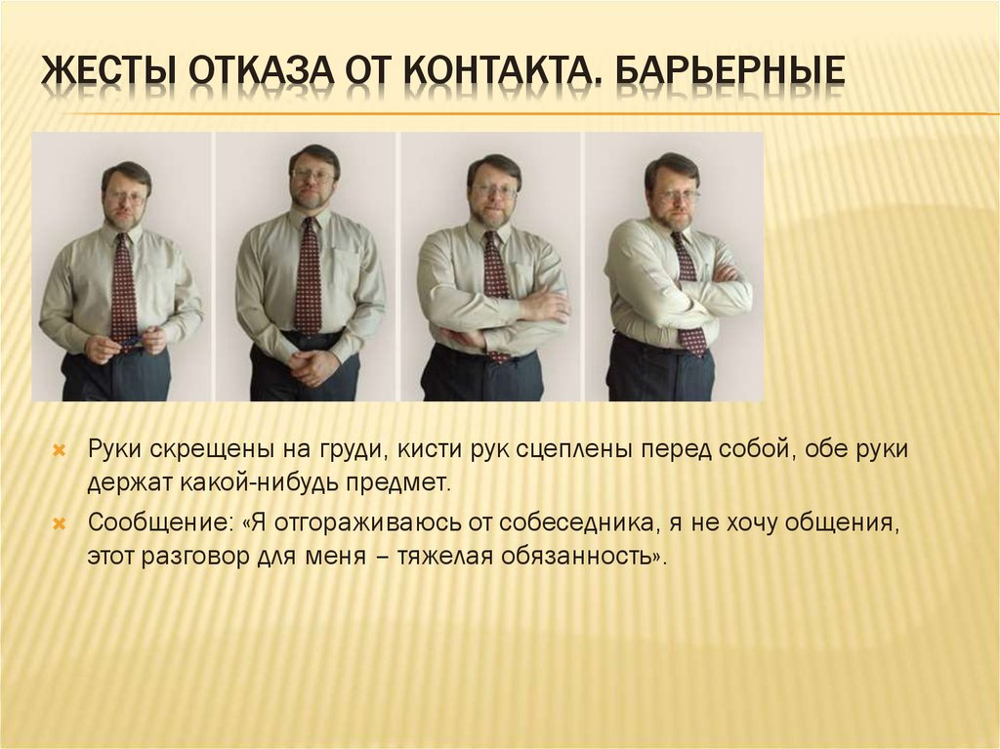 ЖЕСТЫ ОТКАЗА ОТ КОНТАКТА. БАРЬЕРНЫЕ
Руки скрещены на груди, кисти рук сцеплены перед собой, обе руки
держат какой-нибудь предмет.
Сообщение: «Я отгораживаюсь от собеседника, я не хочу общения,
этот разговор для меня – тяжелая обязанность».